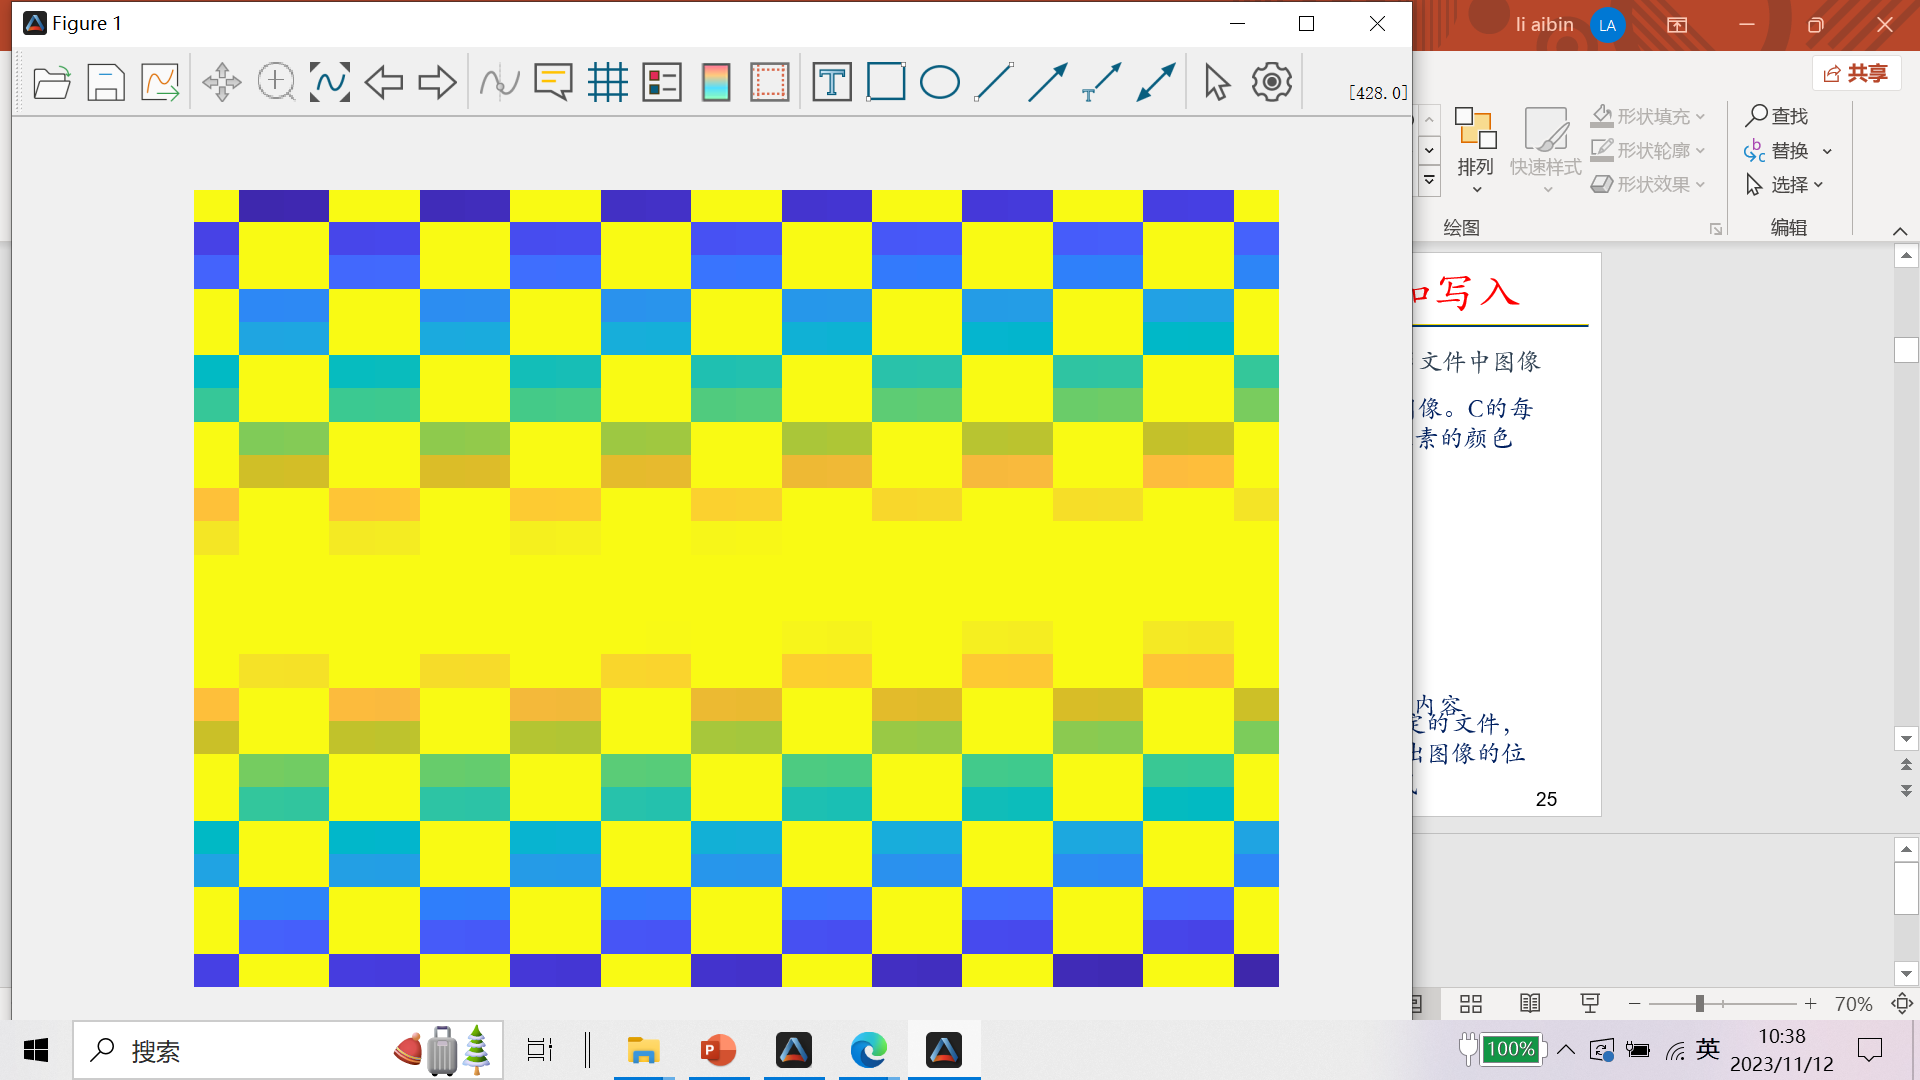 Figure 1
li aibin
LA
共享
[428.0]
T
T
排列
快速样式
形状填充
形状轮廓
形状效果
绘图
查找
替换
选择
编辑
写入
文件中图像
像。C的每
素的颜色
内容
的文件，
出图像的位
25
70%
搜索
P
100%
英
10:38
2023/11/12